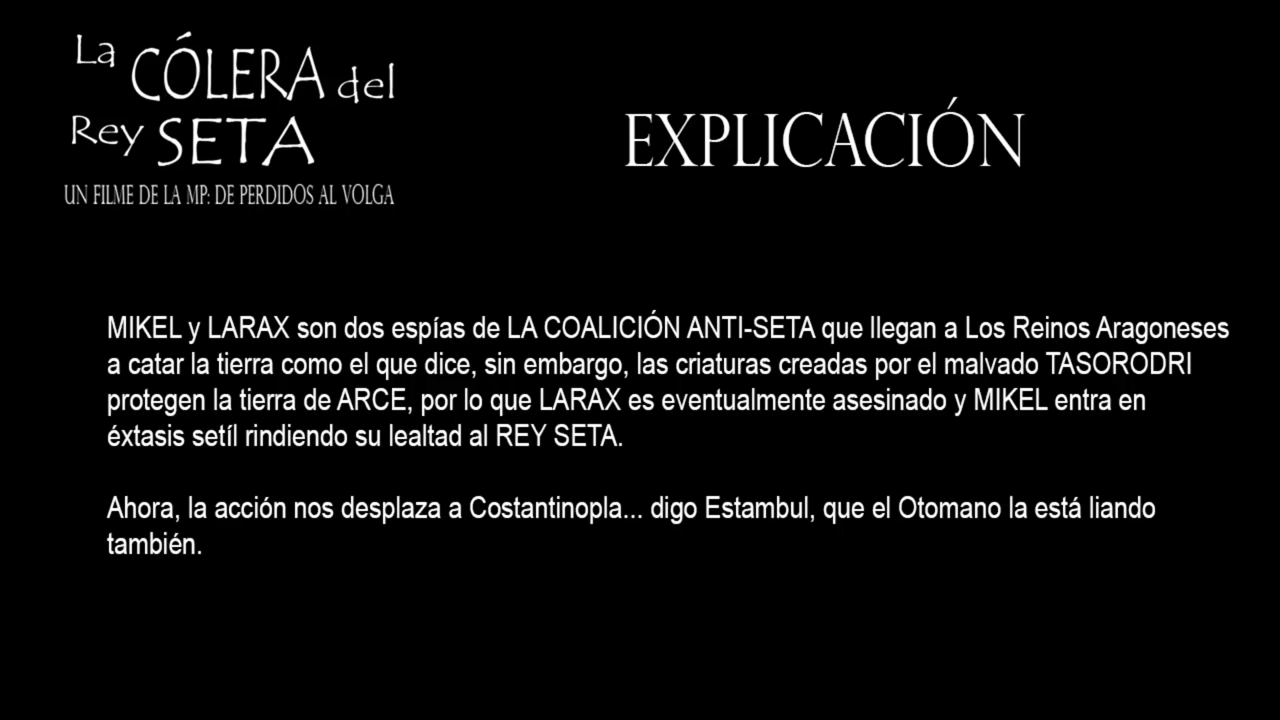 La CÓLERA del
Rey SETA
UN FILME DE LA MP: DE PERDIDOS AL VOLGA
EXPLICACIÓN
MIKEL y LARAX son dos espías de LA COALICIÓN ANTI-SETA que llegan a Los Reinos Aragoneses
a catar la tierra como el que dice, sin embargo, las criaturas creadas por el malvado TASORODRI
protegen la tierra de ARCE, por lo que LARAX es eventualmente asesinado y MIKEL entra en
éxtasis setíl rindiendo su lealtad al REY SETA.
Ahora, la acción nos desplaza a Costantinopla... digo Estambul, que el Otomano la está liando
también.